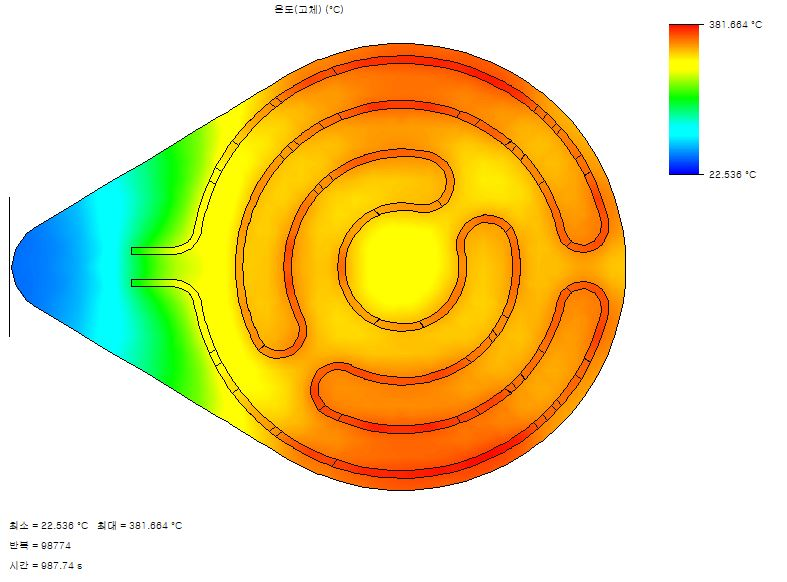 온도(고체) (°C)
381.664 °C
22.536 °C
최소 = 22.536 °C 최대 = 381.664 °C
반복 = 98774
시간 = 987.74 s